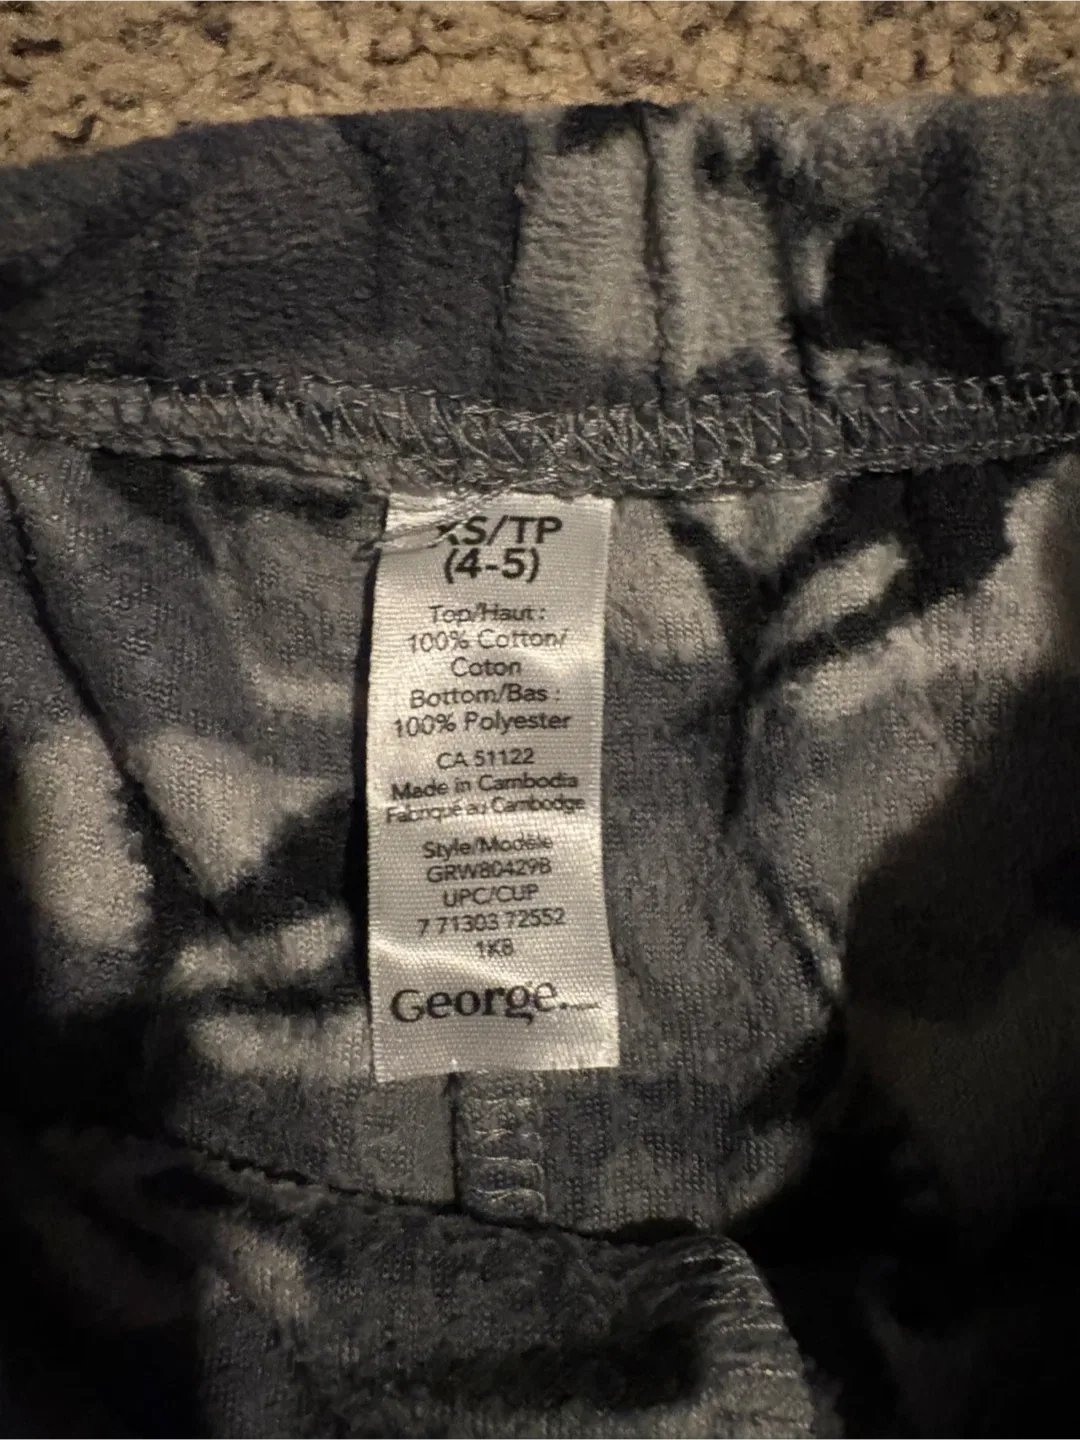 XS/TP
(4-5)
Top/Haut :
100% Cotton/
Coton
Bottom/Bas :
100% Polyester
CA 51122
Made in Cambodia
Fabriqué au Cambodge
Style/Modèle
GRW80429B
UPC/CUP
7 71303 72552
1K8
George.